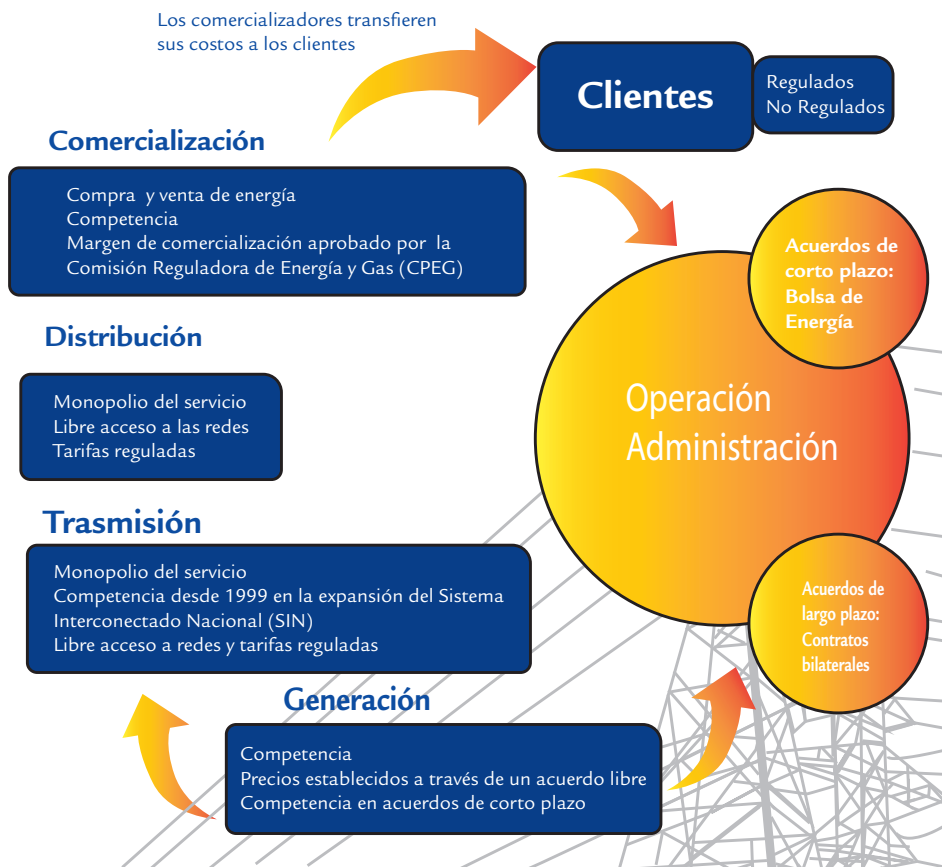 Los comercializadores transfieren
sus costos a los clientes
Clientes
Regulados
No Regulados
Comercialización
Compra y venta de energía
Competencia
Margen de comercialización aprobado por la
Comisión Reguladora de Energía y Gas (CPEG)
Acuerdos de
corto plazo:
Bolsa de
Energía
Distribución
Monopolio del servicio
Libre acceso a las redes
Tarifas reguladas
Operación
Administración
Trasmisión
Monopolio del servicio
Competencia desde 1999 en la expansión del Sistema
Interconectado Nacional (SIN)
Libre acceso a redes y tarifas reguladas
Acuerdos de
largo plazo:
Contratos
bilaterales
Generación
Competencia
Precios establecidos a través de un acuerdo libre
Competencia en acuerdos de corto plazo